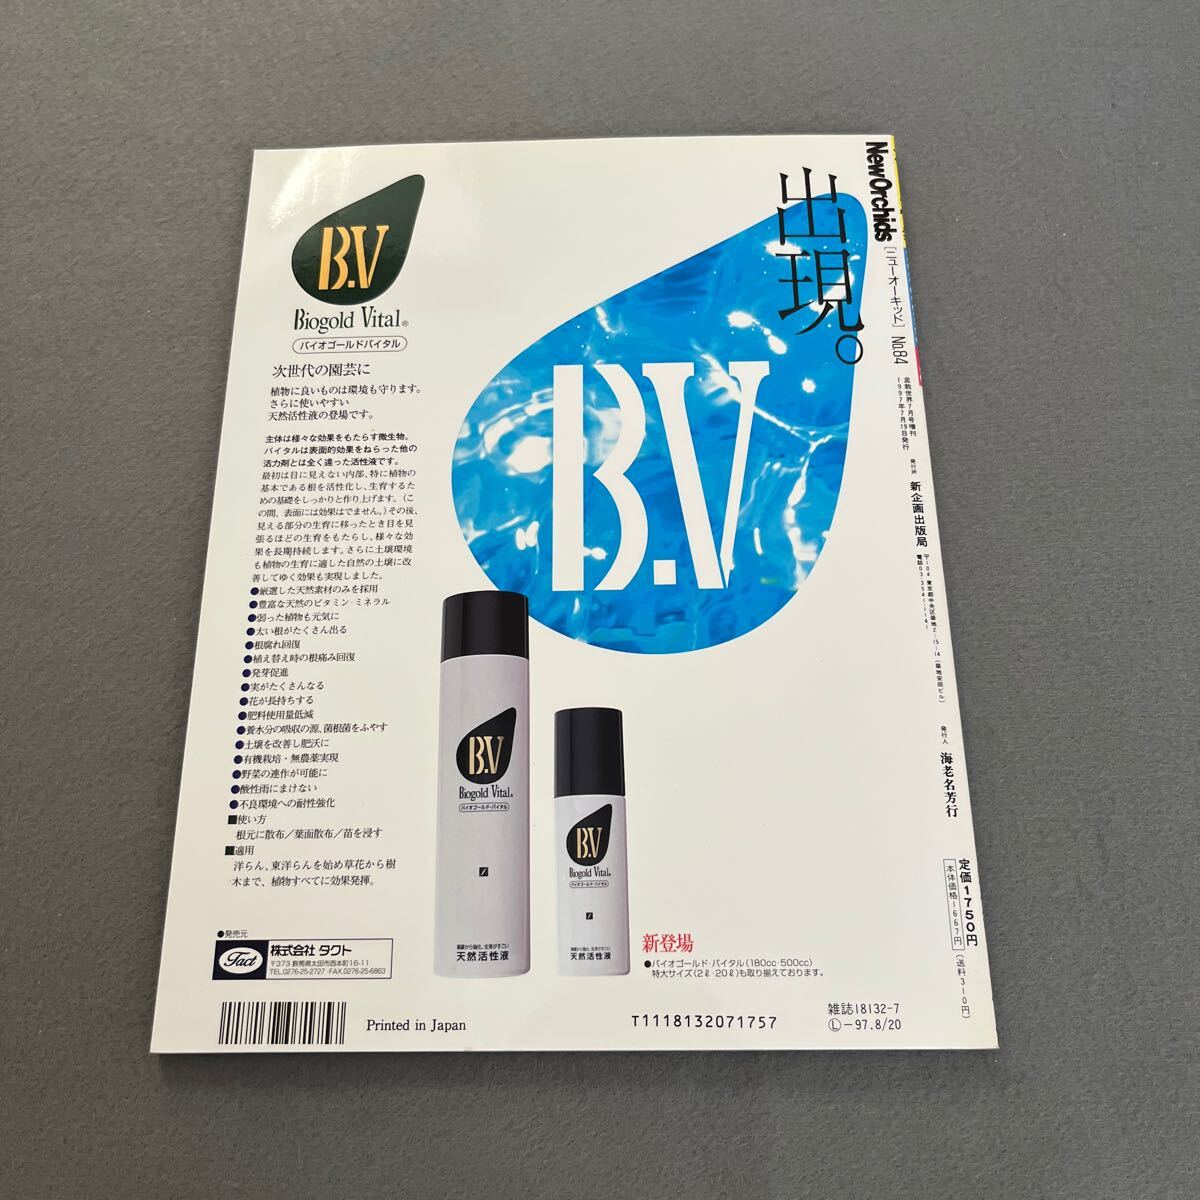 B.V
Biogold Vital®
バイオゴールドバイタル
次世代の園芸に
植物に良いものは環境も守ります。
さらに使いやすい
天然活性液の登場です。
主体は様々な効果をもたらす微生物。
バイタルは表面的効果をねらった他の
活力剤とは全く違った活性液です。
最初は目に見えない内部、特に植物の
基本である根を活性化し、生育するた
めの基礎をしっかりと作り上げます。(こ
の間、表面には効果はでません。)その後、
見える部分の生育に移ったとき目を見
張るほどの生育をもたらし、様々な効
果を長期持続します。さらに土壌環境
も植物の生育に適した自然の土壌に改
善してゆく効果も実現しました。
●厳選した天然素材のみを採用
●豊富な天然のビタミン・ミネラル
●弱った植物も元気に
●太い根がたくさん出る
●根腐れ回復
●植え替え時の根痛み回復
●発芽促進
●実がたくさんなる
●花が長持ちする
●肥料使用量低減
●養水分の吸収の源、菌根菌をふやす
●土壌を改善し肥沃に
●有機栽培・無農薬実現
●野菜の連作が可能に
●酸性雨にまけない
●不良環境への耐性強化
■使い方
根元に散布/葉面散布/苗を浸す
■適用
洋らん、東洋らんを始め草花から樹
木まで、植物すべてに効果発揮。
●発売元
Tact
株式会社 タクト
〒373 群馬県太田市西本町16-11
TEL.0276-25-2727・FAX.0276-25-6863
Printed in Japan
出現。
B.V
B.V
Biogold Vital®
バイオゴールド・バイタル
天然活性液
B.V
Biogold Vital®
バイオゴールド・バイタル
天然活性液
新登場
●バイオゴールド・バイタル(180cc・500cc)
特大サイズ(2ℓ・20ℓ)も取り揃えております。
T1118132071757
雑誌18132-7
Ⓛ-97.8/20
New Orchids
[ニューオーキッド] No.84
盆栽世界7月号増刊
1997年7月19日発行
発行所
新企画出版局
〒104 東京都中央区築地2-15-14(築地安田ビル)
発行人
海老名芳行
定価1750円
本体価格1667円
(送料310円)